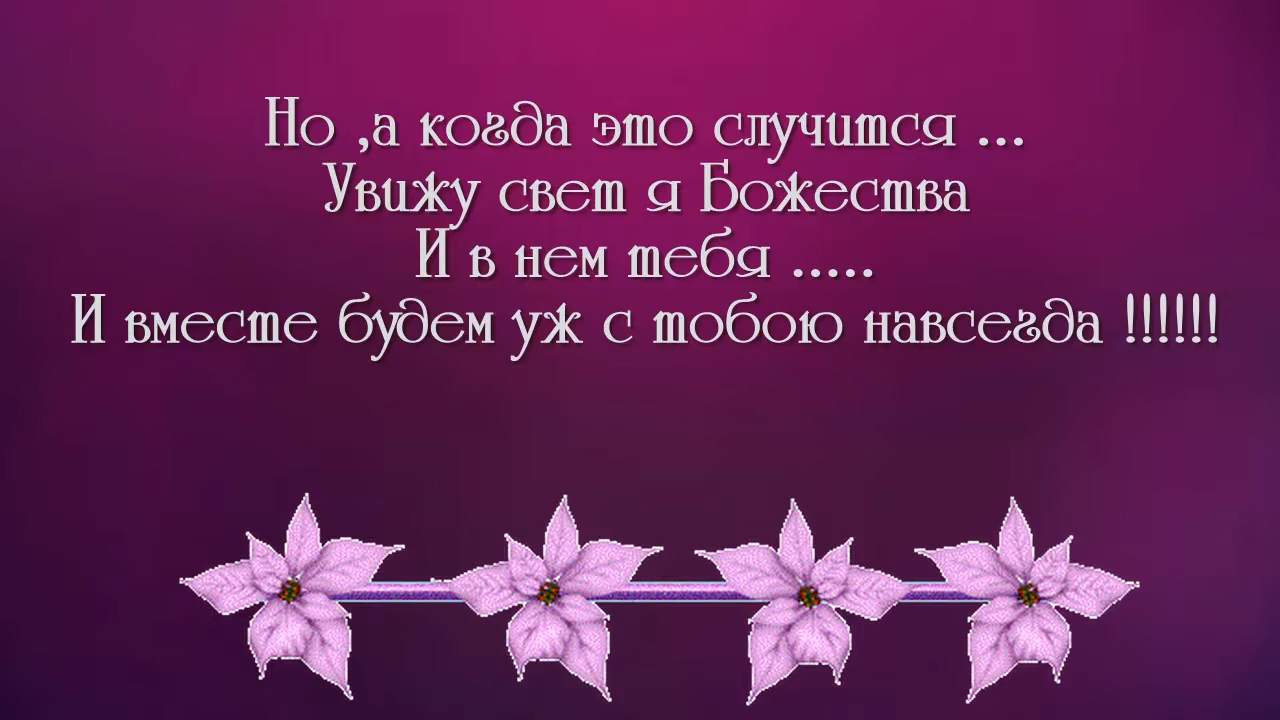 Но ,а когда это случится ...
Увижу свет я Божества
И в нем тебя .....
И вместе будем уж с тобою навсегда !!!!!!